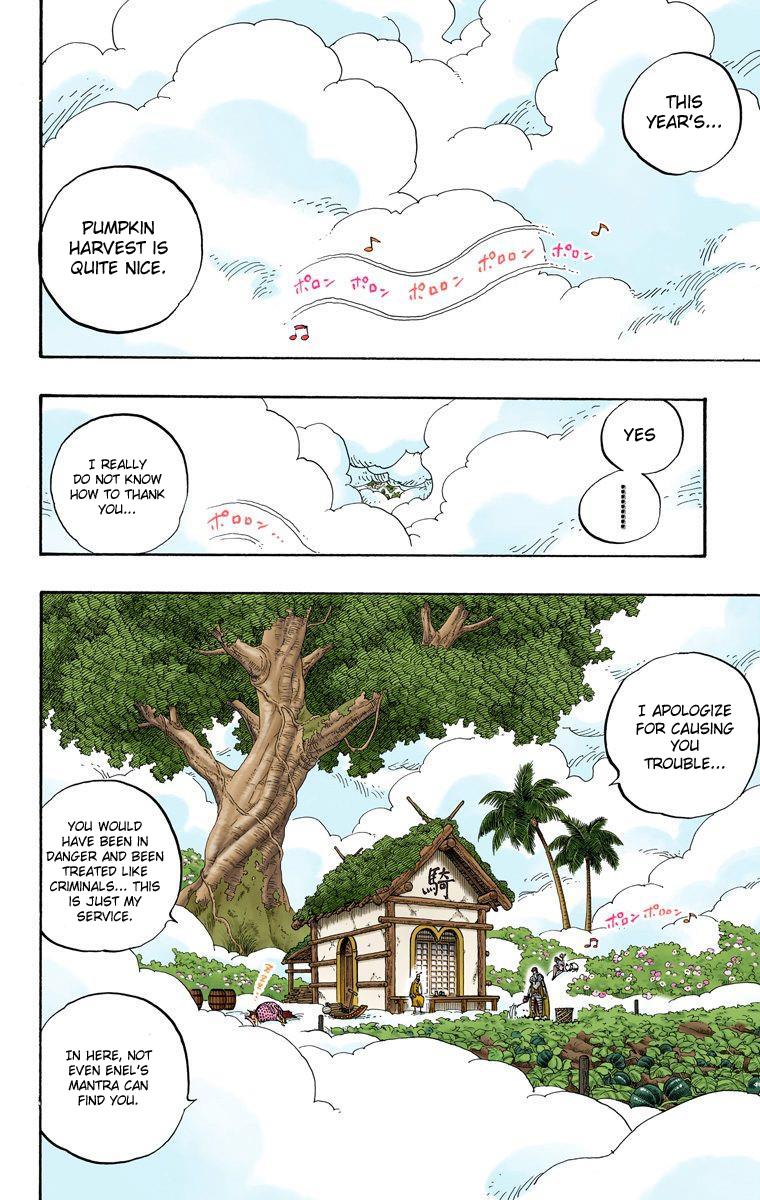 THIS
YEAR'S...
PUMPKIN
HARVEST IS
QUITE NICE.
ポロン ポロン ポロロン ポロロン ポロン
YES
I REALLY
DO NOT KNOW
HOW TO THANK
YOU...
ポロロン...
I APOLOGIZE
FOR CAUSING
YOU
TROUBLE...
YOU WOULD
HAVE BEEN IN
DANGER AND BEEN
TREATED LIKE
CRIMINALS... THIS
IS JUST MY
SERVICE.
騎
ポロン ポロロン
IN HERE, NOT
EVEN ENEL'S
MANTRA CAN
FIND YOU.